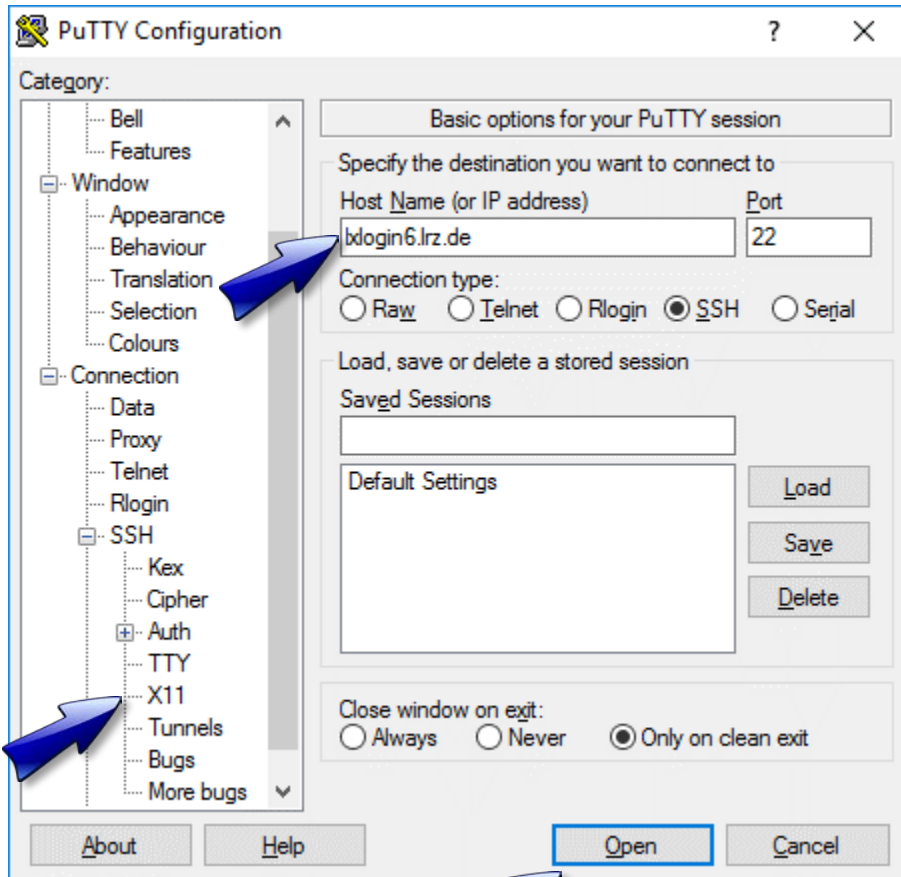 PuTTY Configuration
?
Category:
Bell
Features
Window
Appearance
Behaviour
Translation
Selection
Colours
Connection
Data
Proxy
Telnet
Rlogin
SSH
Kex
Cipher
Auth
TTY
X11
Tunnels
Bugs
More bugs
Basic options for your PuTTY session
Specify the destination you want to connect to
Host Name (or IP address) Port
lxlogin6.lrz.de 22
Connection type:
Raw Telnet Rlogin SSH Serial
Load, save or delete a stored session
Saved Sessions
Default Settings
Load
Save
Delete
Close window on exit:
Always Never Only on clean exit
About Help Open Cancel